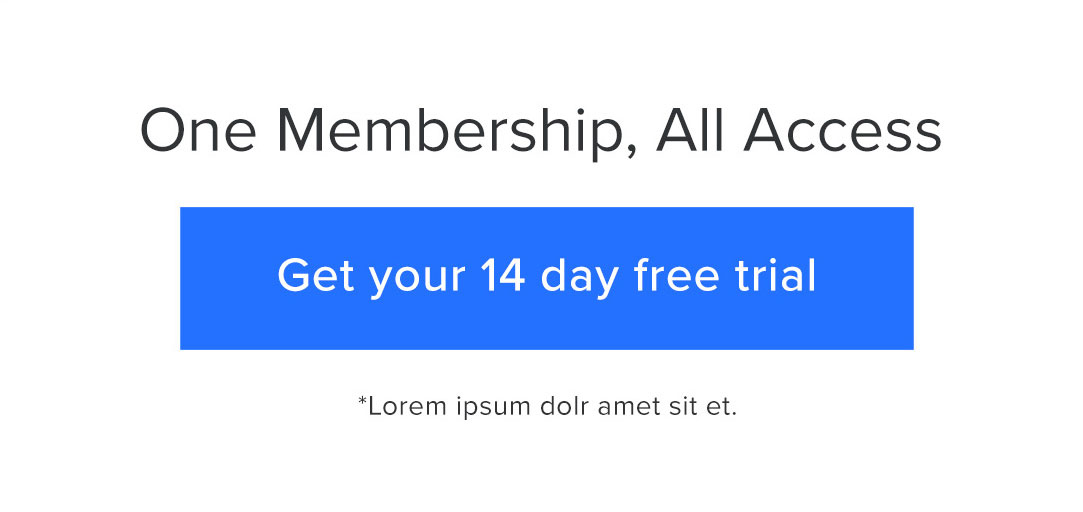 One Membership, All Access
Get your 14 day free trial
*Lorem ipsum dolr amet sit et.